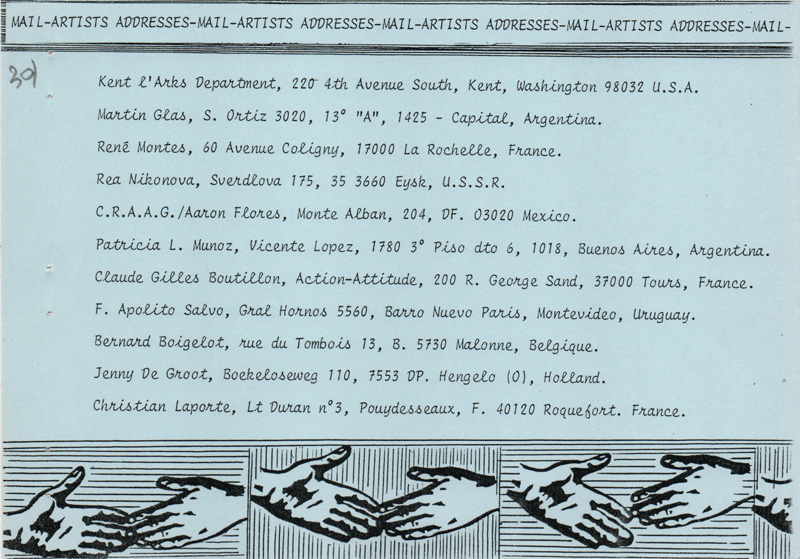 MAIL-ARTISTS ADDRESSES-MAIL-ARTISTS ADDRESSES-MAIL-ARTISTS ADDRESSES-MAIL-ARTISTS ADDRESSES-MAIL-
30)
Kent l'Arks Department, 220 4th Avenue South, Kent, Washington 98032 U.S.A.
Martin Glas, S. Ortiz 3020, 13° "A", 1425 - Capital, Argentina.
René Montes, 60 Avenue Coligny, 17000 La Rochelle, France.
Rea Nikonova, Sverdlova 175, 35 3660 Eysk, U.S.S.R.
C.R.A.A.G./Aaron Flores, Monte Alban, 204, DF. 03020 Mexico.
Patricia L. Munoz, Vicente Lopez, 1780 3° Piso dto 6, 1018, Buenos Aires, Argentina.
Claude Gilles Boutillon, Action-Attitude, 200 R. George Sand, 37000 Tours, France.
F. Apolito Salvo, Gral Hornos 5560, Barro Nuevo Paris, Montevideo, Uruguay.
Bernard Boigelot, rue du Tombois 13, B. 5730 Malonne, Belgique.
Jenny De Groot, Boekeloseweg 110, 7553 DP. Hengelo (O), Holland.
Christian Laporte, Lt Duran n°3, Pouydesseaux, F. 40120 Roquefort. France.